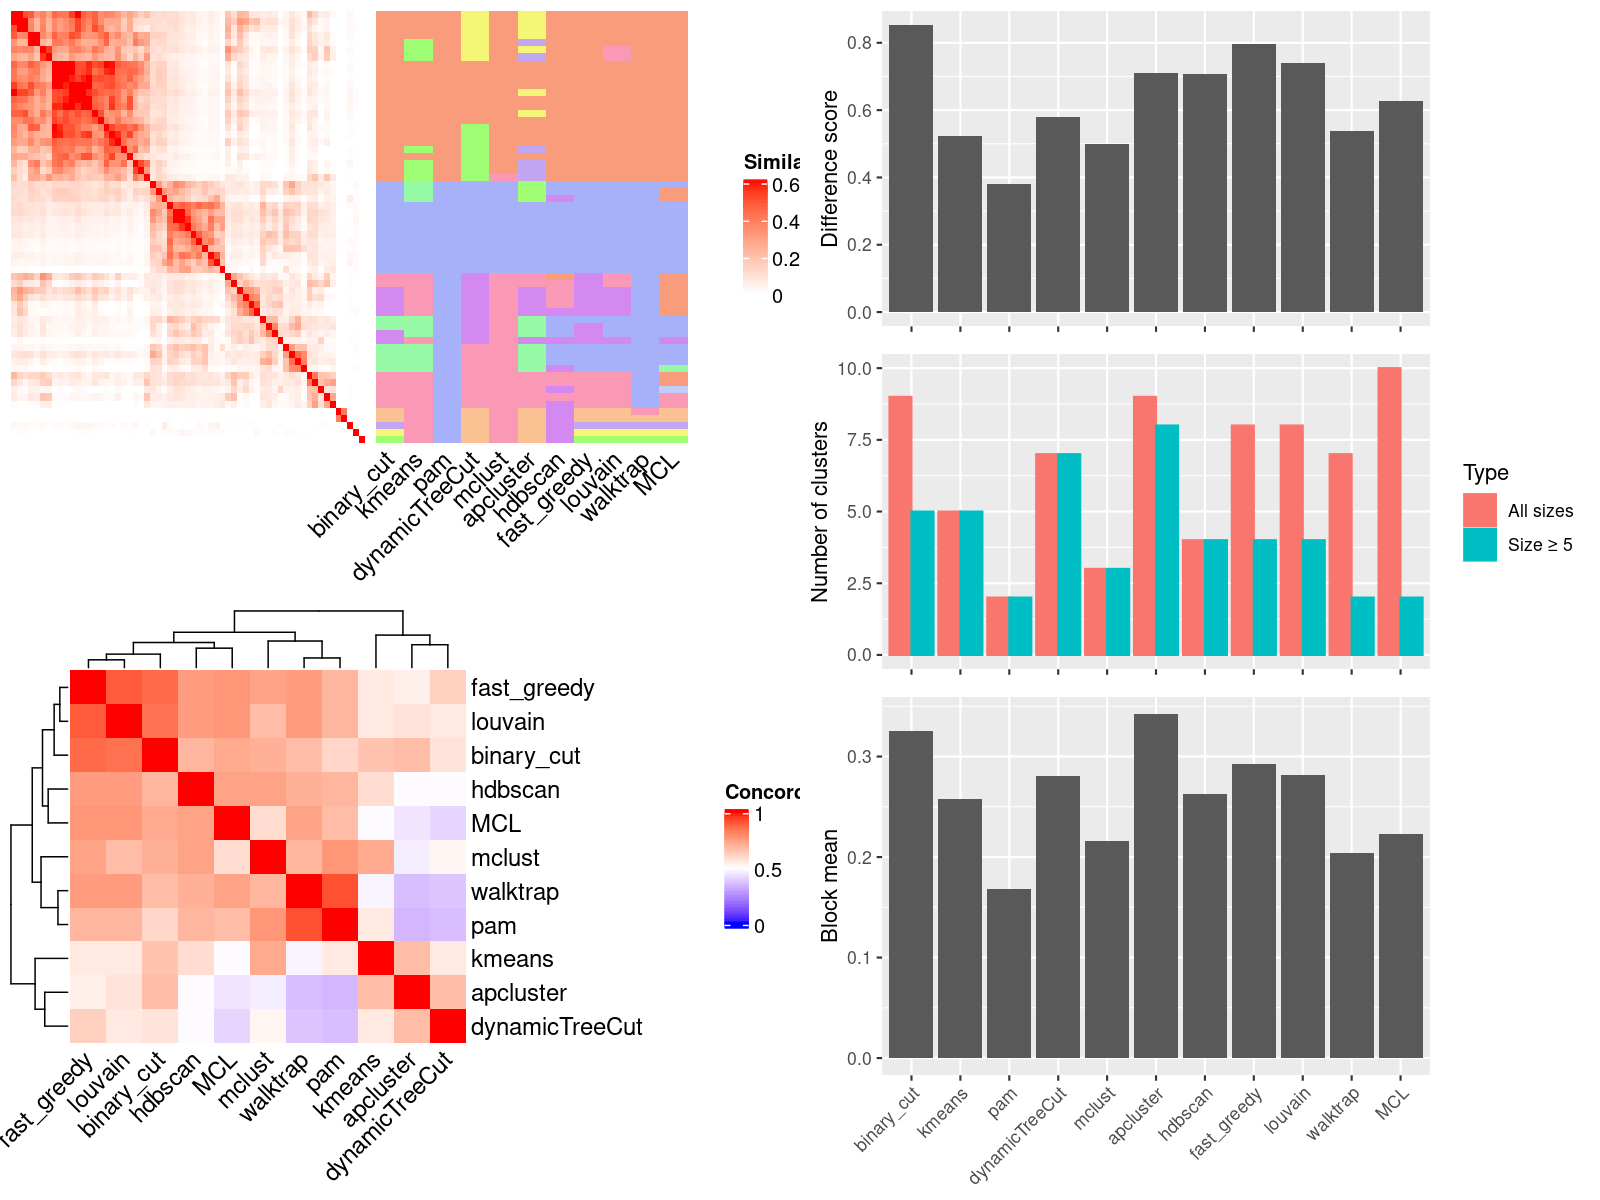 Simila
0.6
0.4
0.2
0
binary_cut
kmeans
pam
dynamicTreeCut
mclust
apcluster
hdbscan
fast_greedy
louvain
walktrap
MCL
fast_greedy
louvain
binary_cut
hdbscan
MCL
mclust
walktrap
pam
kmeans
apcluster
dynamicTreeCut
Concord
1
0.5
0
fast_greedy
louvain
binary_cut
hdbscan
MCL
mclust
walktrap
pam
kmeans
apcluster
dynamicTreeCut
Difference score
0.8
0.6
0.4
0.2
0.0
Number of clusters
10.0
7.5
5.0
2.5
0.0
Type
All sizes
Size ≥ 5
Block mean
0.3
0.2
0.1
0.0
binary_cut
kmeans
pam
dynamicTreeCut
mclust
apcluster
hdbscan
fast_greedy
louvain
walktrap
MCL